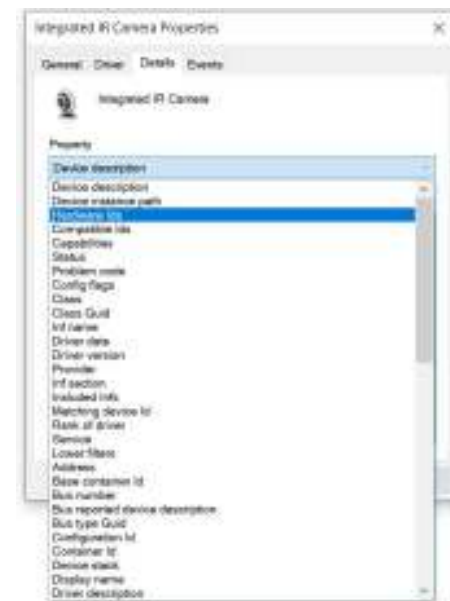 Integrated IR Camera Properties
General Driver Details Events
Integrated IR Camera
Property
Device description
Device description
Device instance path
Hardware Ids
Compatible Ids
Capabilities
Status
Problem code
Config flags
Class
Class Guid
Inf name
Driver date
Driver version
Provider
Inf section
Included Infs
Matching device Id
Rank of driver
Service
Lower filters
Address
Base container Id
Bus number
Bus reported device description
Bus type Guid
Configuration Id
Container Id
Device stack
Display name
Driver description